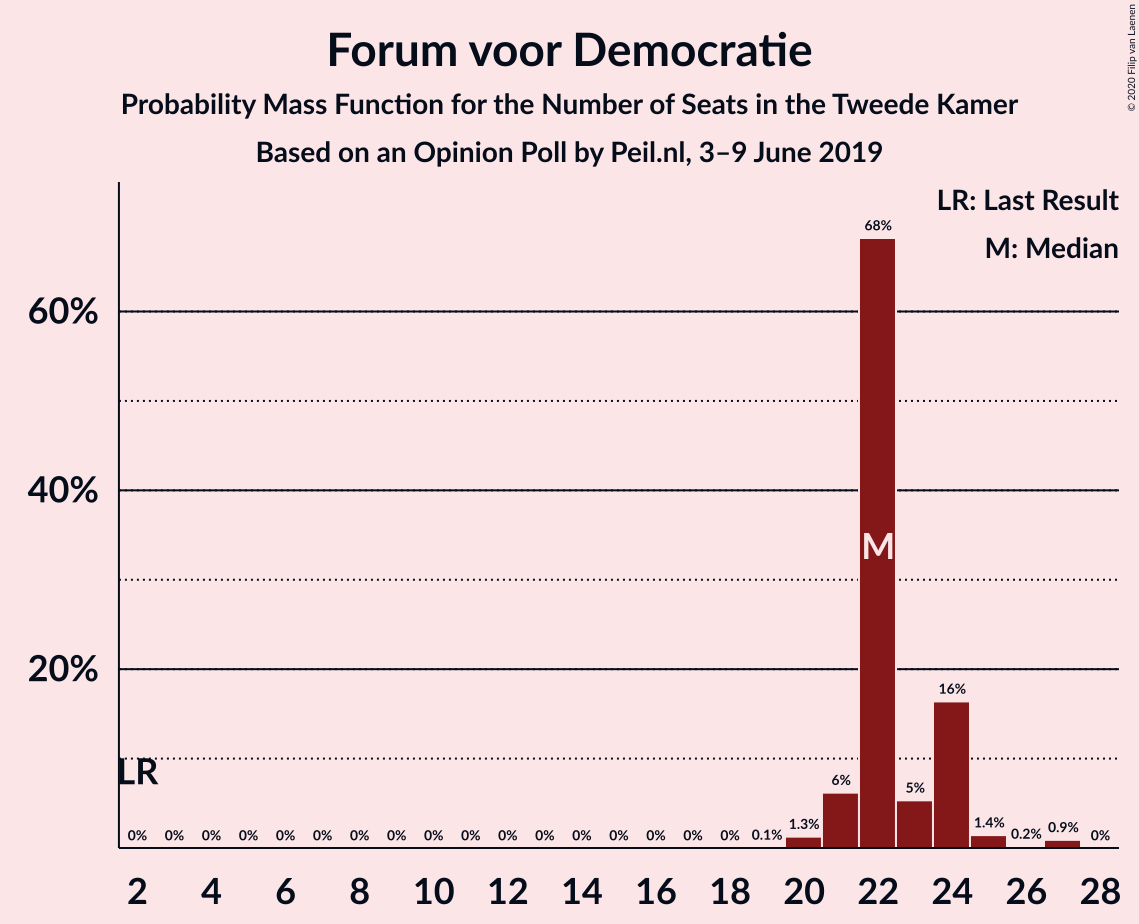 Forum voor Democratie
Probability Mass Function for the Number of Seats in the Tweede Kamer
Based on an Opinion Poll by Peil.nl, 3–9 June 2019
© 2020 Filip van Laenen
LR: Last Result
M: Median
60%
40%
20%
68%
M
16%
LR
6%
5%
0% 0% 0% 0% 0% 0% 0% 0% 0% 0% 0% 0% 0% 0% 0% 0% 0% 0.1% 1.3% 1.4% 0.2% 0.9% 0%
2 4 6 8 10 12 14 16 18 20 22 24 26 28